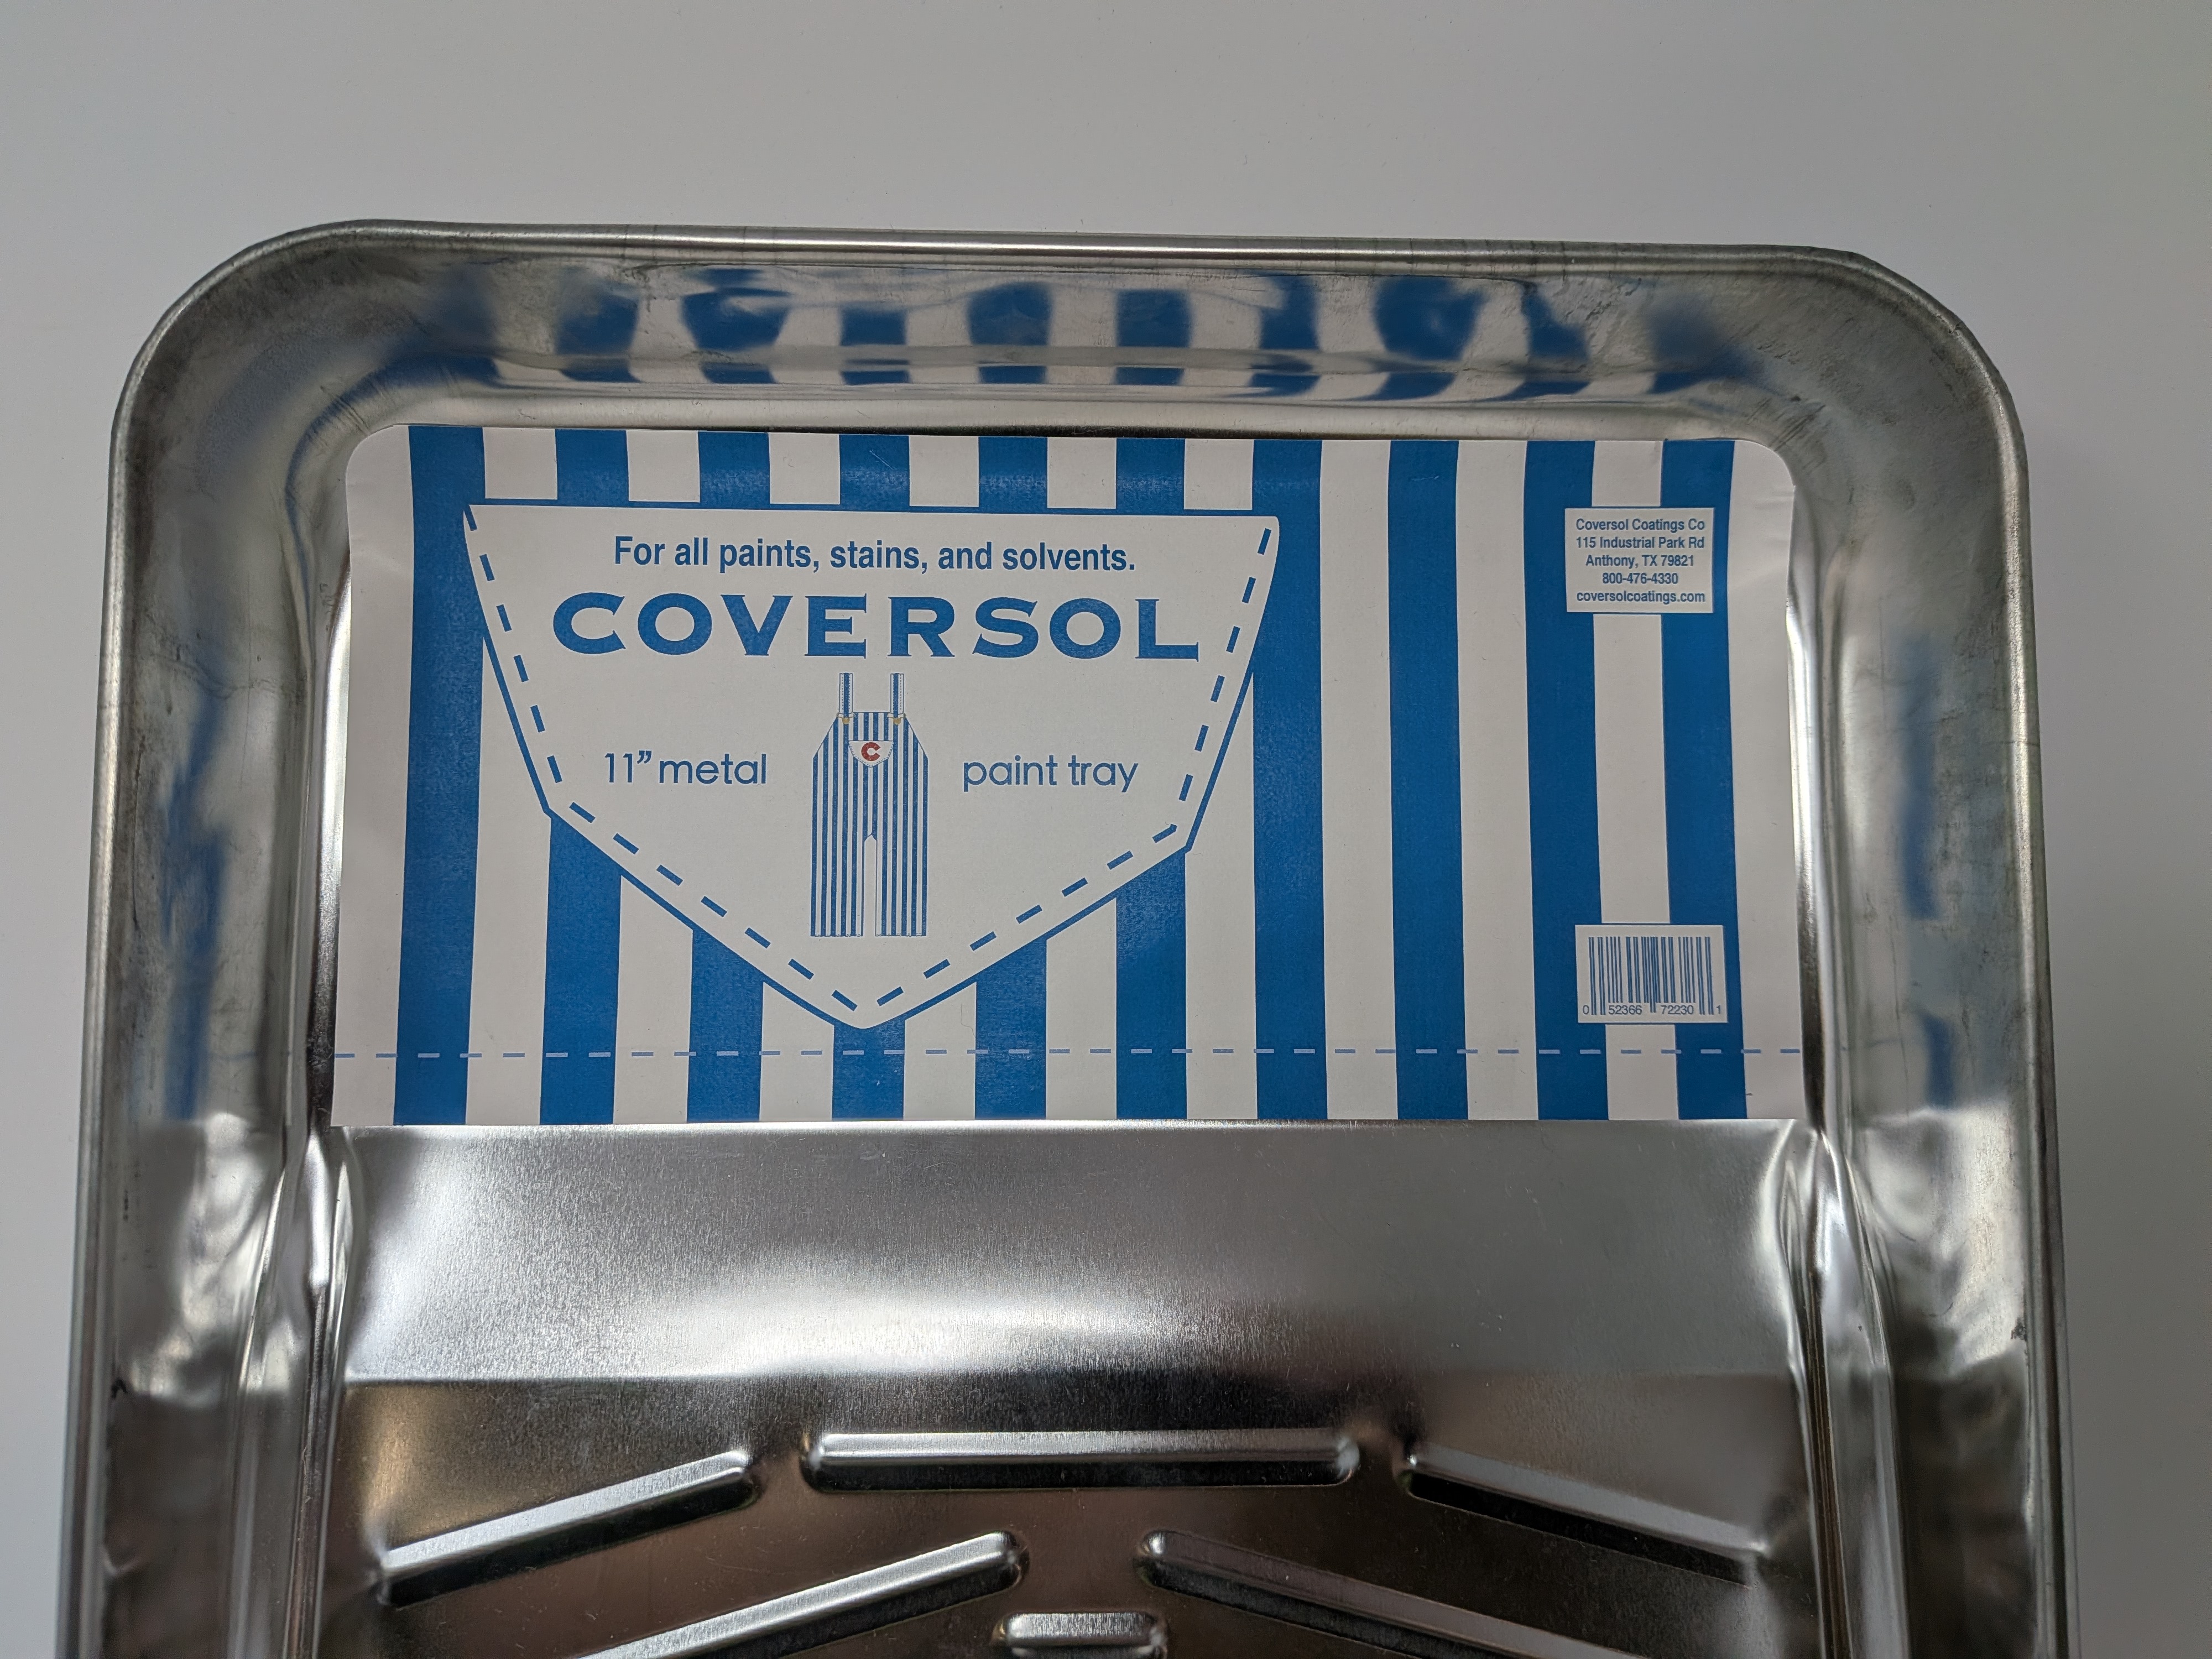 For all paints, stains, and solvents.
COVERSOL
11” metal paint tray
C
Coversol Coatings Co
115 Industrial Park Rd
Anthony, TX 79821
800-476-4330
coversolcoatings.com
0 52366 72230 1